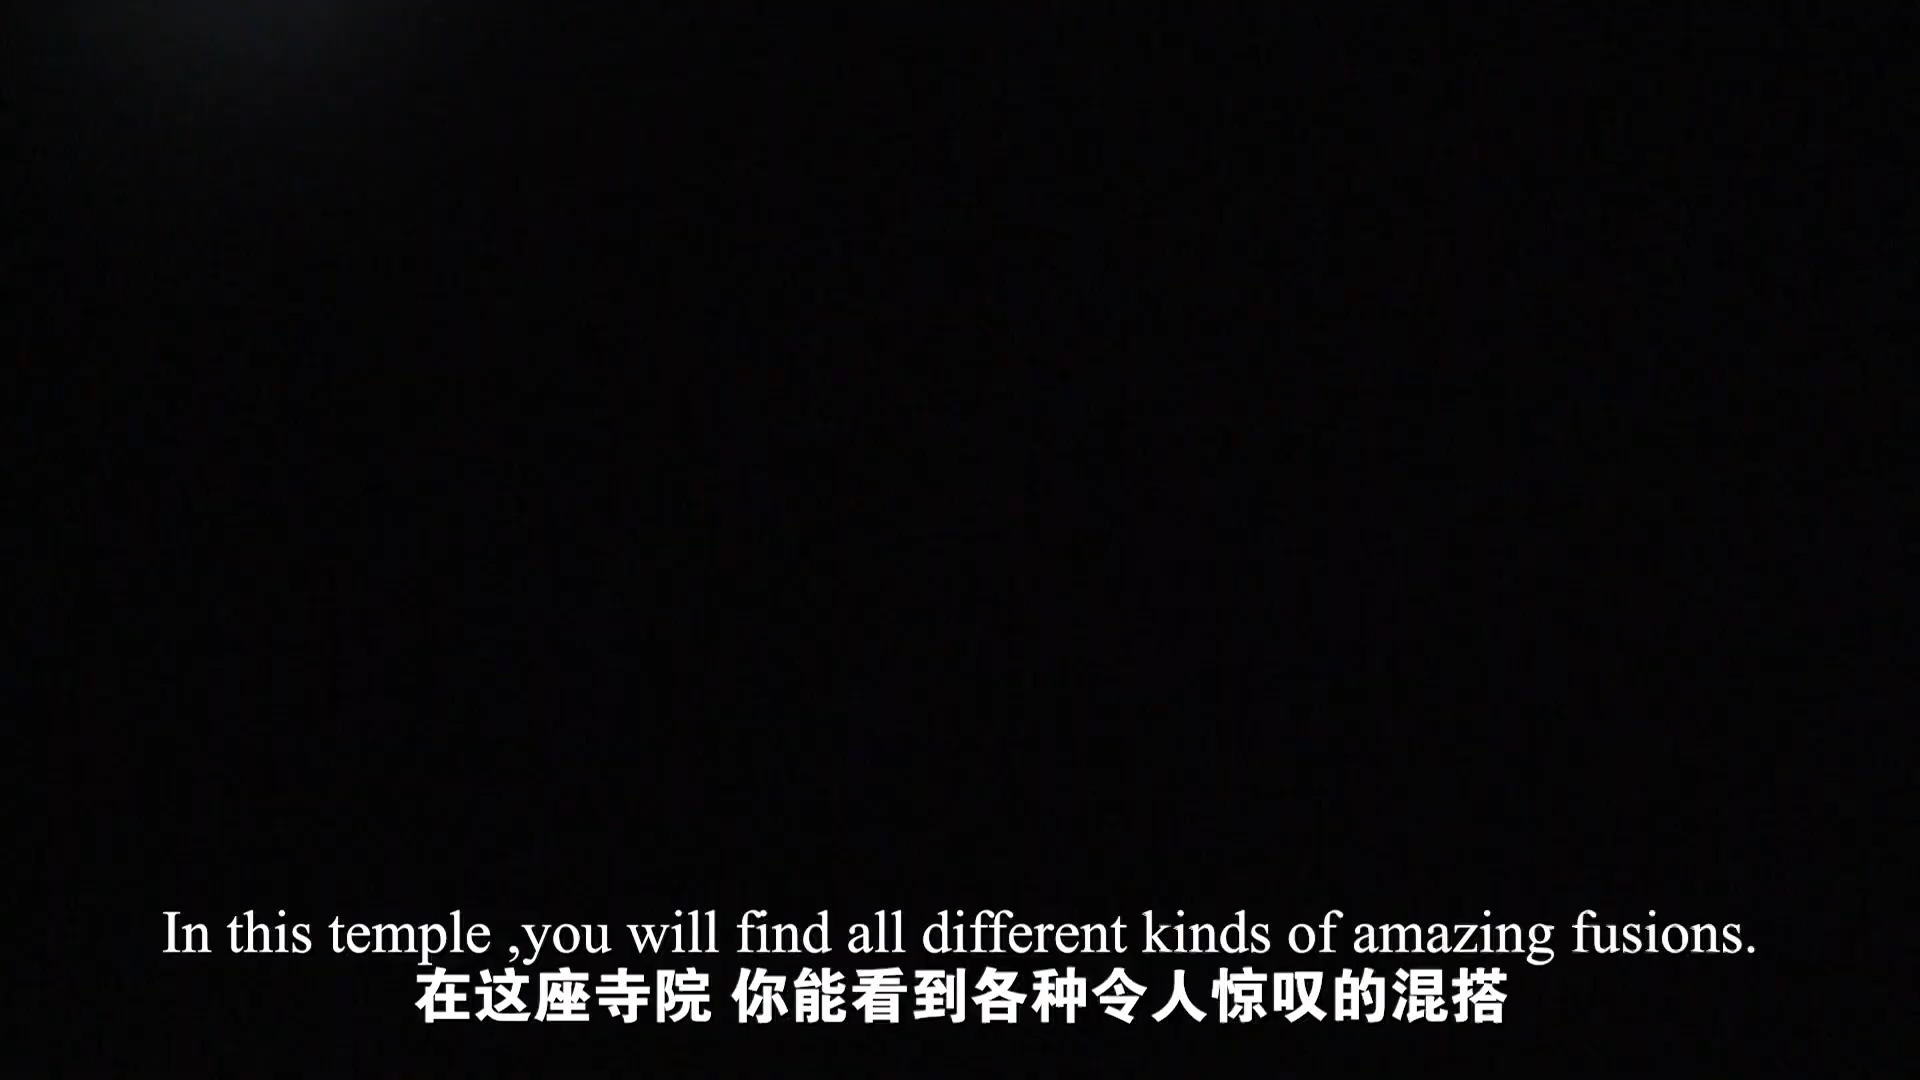 In this temple ,you will find all different kinds of amazing fusions.
在这座寺院 你能看到各种令人惊叹的混搭